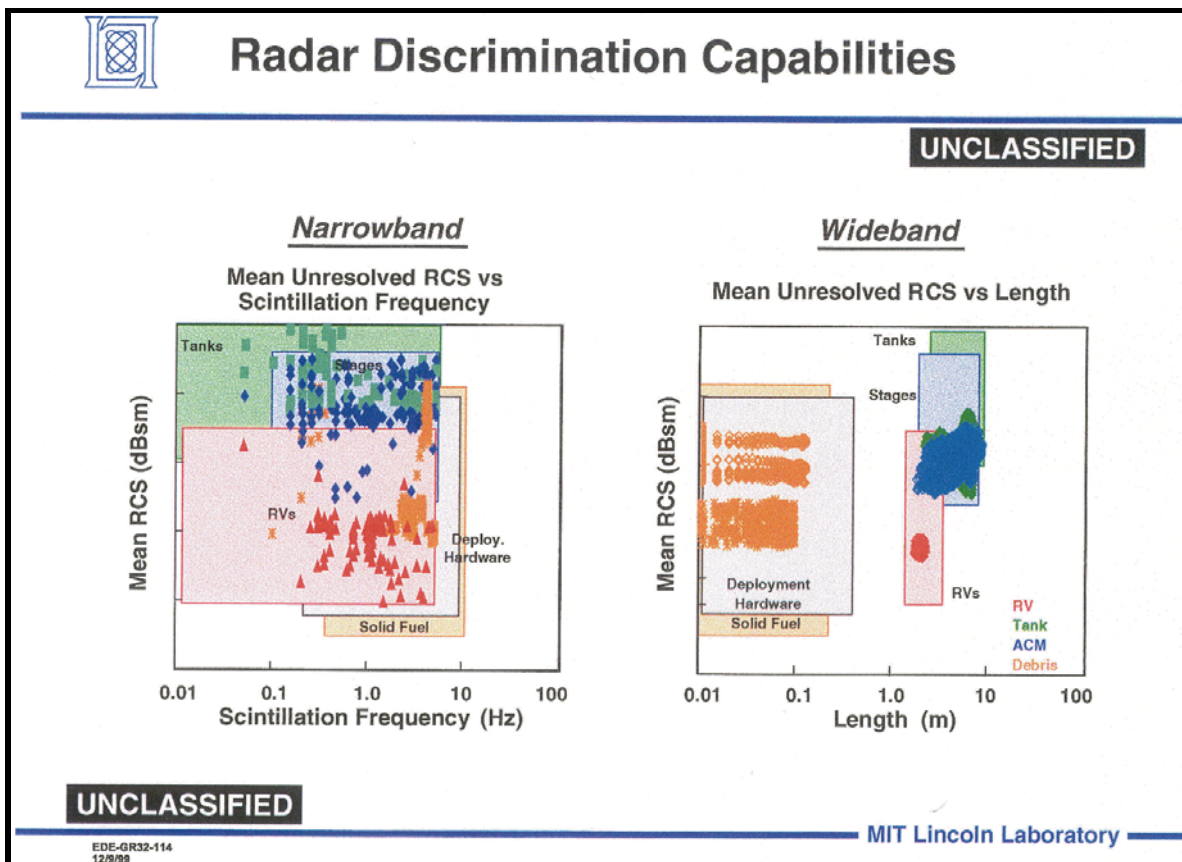 Radar Discrimination Capabilities
UNCLASSIFIED
Narrowband
Mean Unresolved RCS vs
Scintillation Frequency
Tanks
Stages
RVs
Deploy.
Hardware
Solid Fuel
Mean RCS (dBsm)
0.01 0.1 1.0 10 100
Scintillation Frequency (Hz)
Wideband
Mean Unresolved RCS vs Length
Tanks
Stages
Deployment
Hardware
Solid Fuel
RVs
RV
Tank
ACM
Debris
Mean RCS (dBsm)
0.01 0.1 1.0 10 100
Length (m)
UNCLASSIFIED
MIT Lincoln Laboratory
EDE-GR32-114
12/9/99